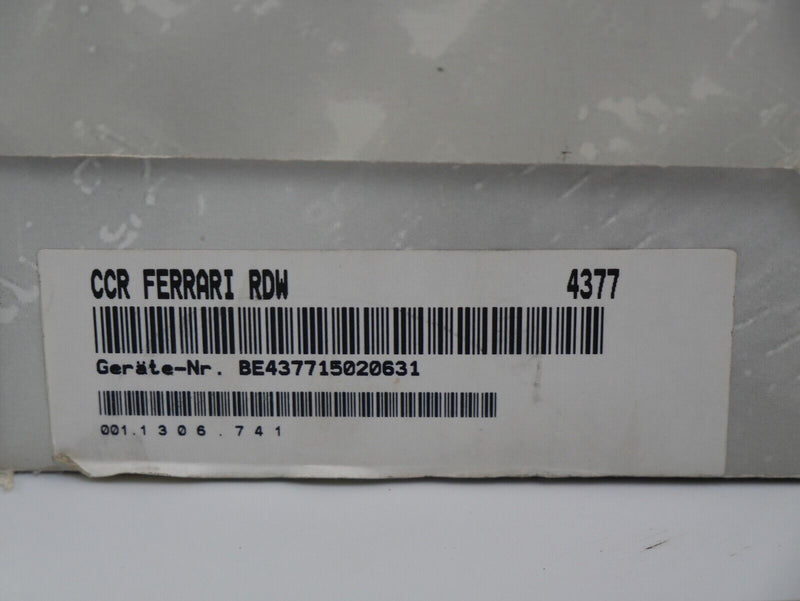 CCR FERRARI RDW 4377
Geräte-Nr. BE437715020631
001.1306.741